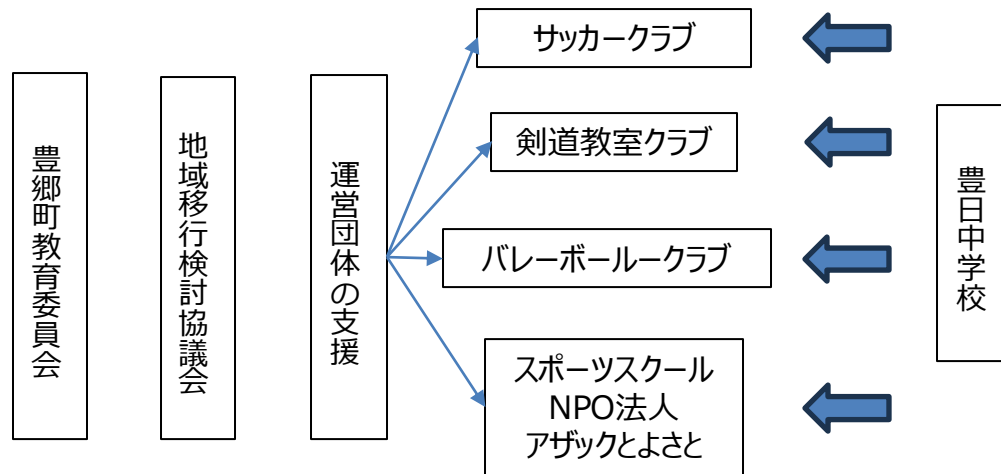 豊郷町教育委員会
地域移行検討協議会
運営団体の支援
サッカークラブ
剣道教室クラブ
バレーボールークラブ
スポーツスクール
NPO法人
アザックとよさと
豊日中学校